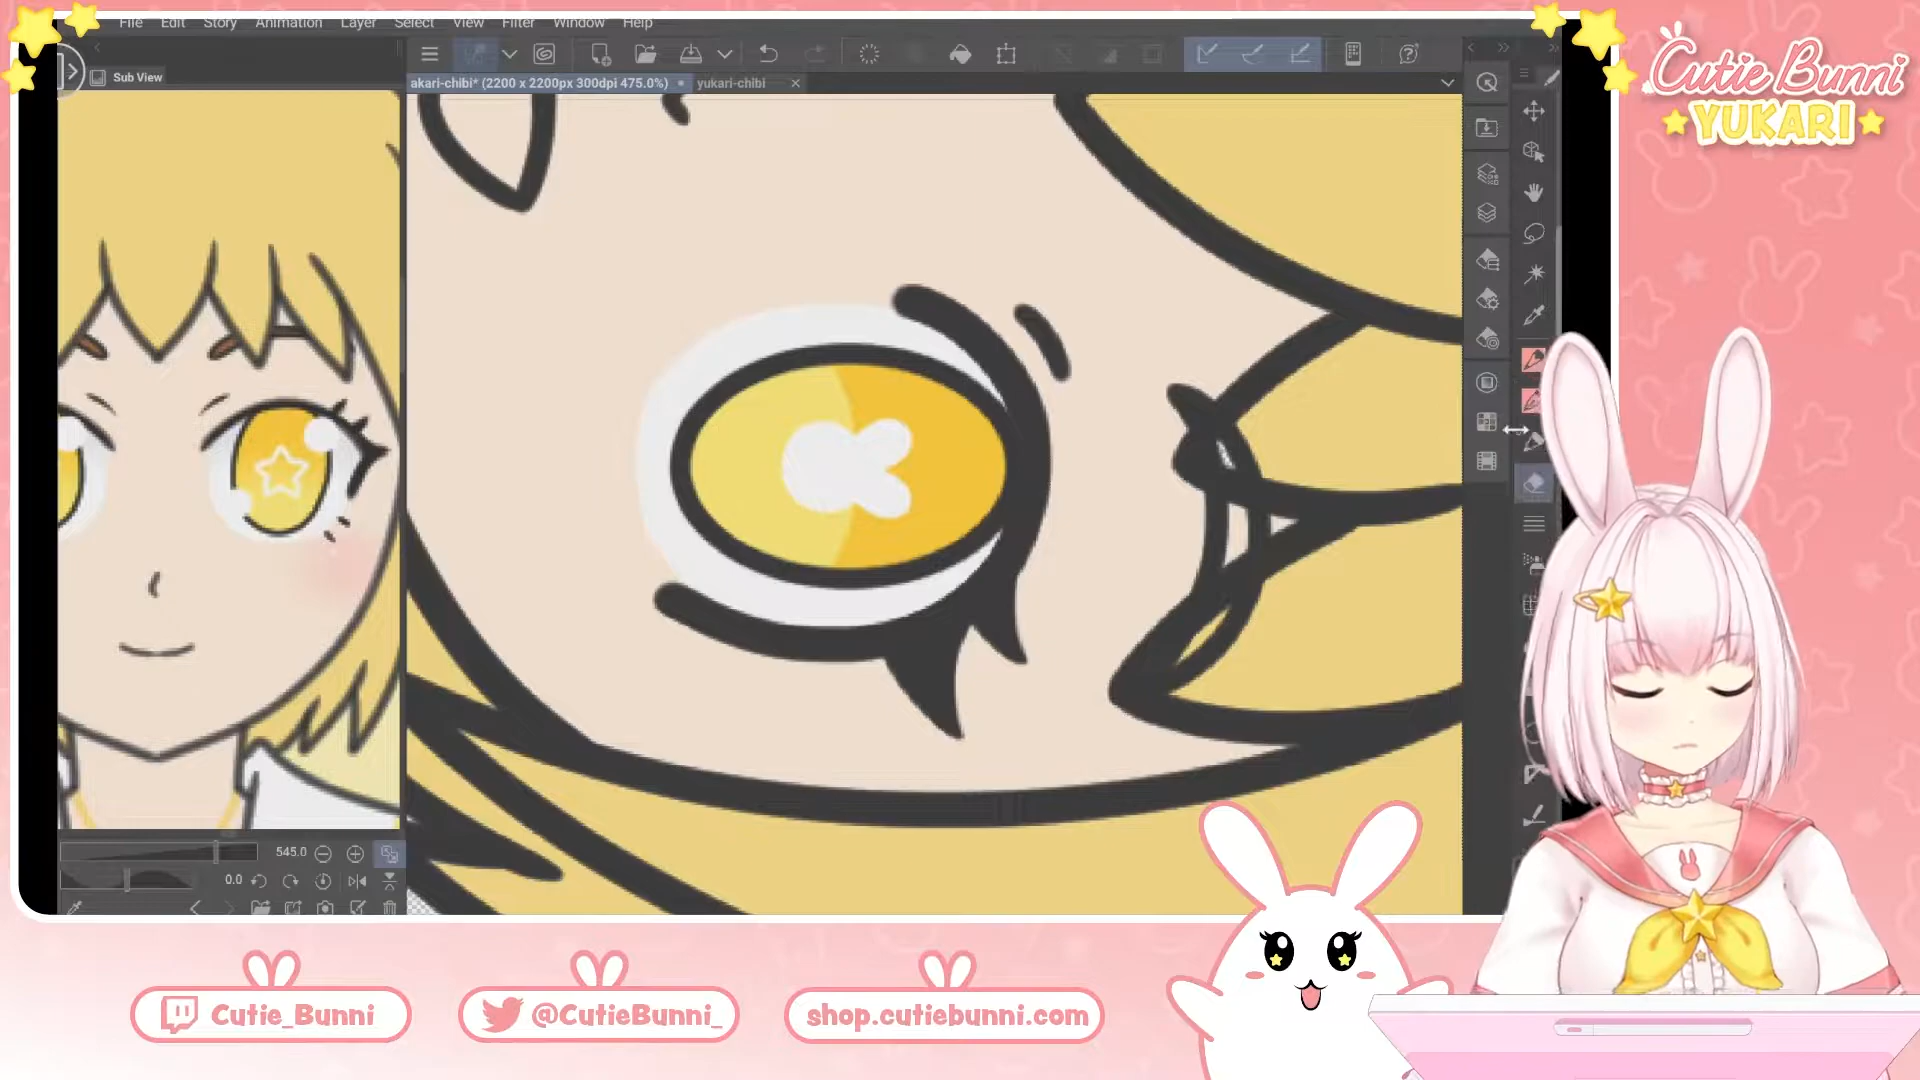 File Edit Story Animation Layer Select View Filter Window Help
Sub View
akari-chibi* (2200 x 2200px 300dpi 475.0%)
yukari-chibi
545.0
0.0
Cutie Bunni
YUKARI
Cutie_Bunni
@CutieBunni_
shop.cutiebunni.com